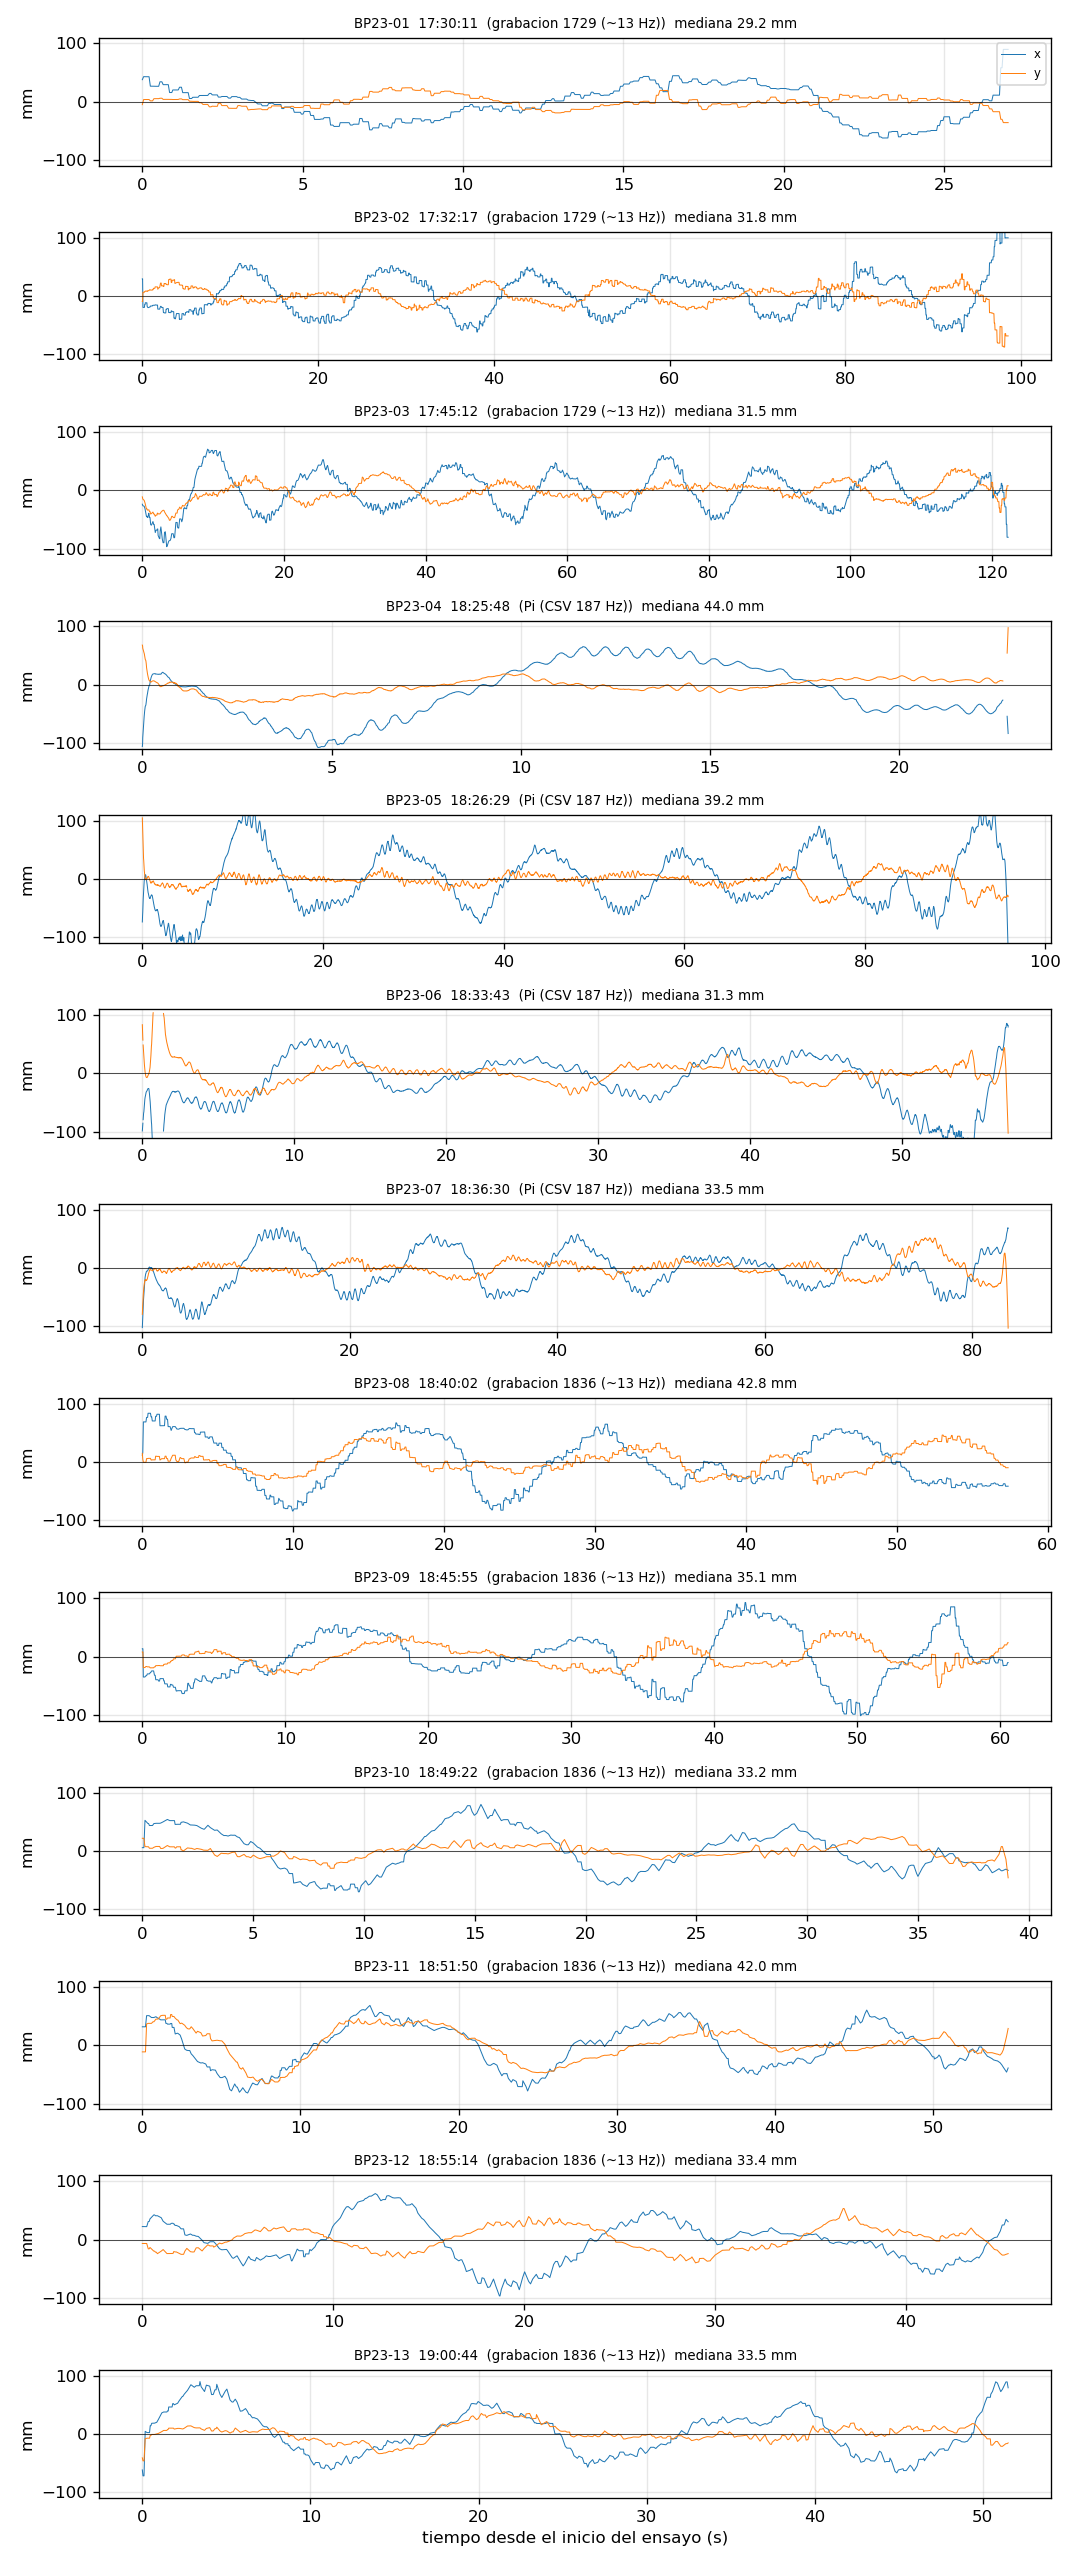 BP23-01 17:30:11 (grabacion 1729 (~13 Hz)) mediana 29.2 mm
100
0
−100
mm
x
y
0 5 10 15 20 25
BP23-02 17:32:17 (grabacion 1729 (~13 Hz)) mediana 31.8 mm
100
0
−100
mm
0 20 40 60 80 100
BP23-03 17:45:12 (grabacion 1729 (~13 Hz)) mediana 31.5 mm
100
0
−100
mm
0 20 40 60 80 100 120
BP23-04 18:25:48 (Pi (CSV 187 Hz)) mediana 44.0 mm
100
0
−100
mm
0 5 10 15 20
BP23-05 18:26:29 (Pi (CSV 187 Hz)) mediana 39.2 mm
100
0
−100
mm
0 20 40 60 80 100
BP23-06 18:33:43 (Pi (CSV 187 Hz)) mediana 31.3 mm
100
0
−100
mm
0 10 20 30 40 50
BP23-07 18:36:30 (Pi (CSV 187 Hz)) mediana 33.5 mm
100
0
−100
mm
0 20 40 60 80
BP23-08 18:40:02 (grabacion 1836 (~13 Hz)) mediana 42.8 mm
100
0
−100
mm
0 10 20 30 40 50 60
BP23-09 18:45:55 (grabacion 1836 (~13 Hz)) mediana 35.1 mm
100
0
−100
mm
0 10 20 30 40 50 60
BP23-10 18:49:22 (grabacion 1836 (~13 Hz)) mediana 33.2 mm
100
0
−100
mm
0 5 10 15 20 25 30 35 40
BP23-11 18:51:50 (grabacion 1836 (~13 Hz)) mediana 42.0 mm
100
0
−100
mm
0 10 20 30 40 50
BP23-12 18:55:14 (grabacion 1836 (~13 Hz)) mediana 33.4 mm
100
0
−100
mm
0 10 20 30 40
BP23-13 19:00:44 (grabacion 1836 (~13 Hz)) mediana 33.5 mm
100
0
−100
mm
0 10 20 30 40 50
tiempo desde el inicio del ensayo (s)